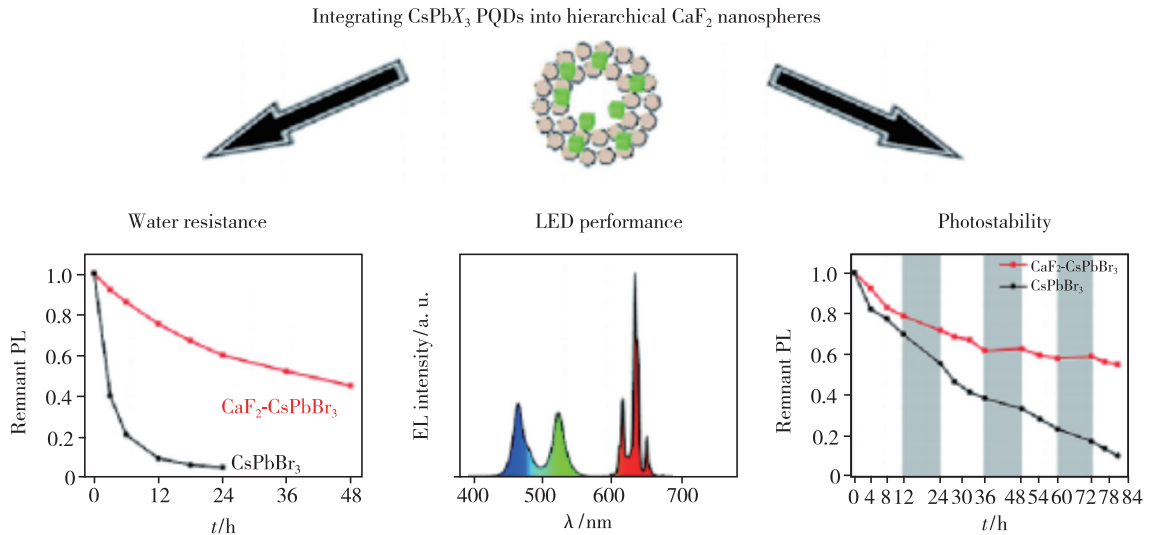 Integrating CsPbX₃ PQDs into hierarchical CaF₂ nanospheres
Water resistance
LED performance
Photostability
Remnant PL
1.0
0.8
0.6
0.4
0.2
0
CaF₂-CsPbBr₃
CsPbBr₃
0 12 24 36 48
t/h
EL intensity/a. u.
400 500 600 700
λ/nm
Remnant PL
1.0
0.8
0.6
0.4
0.2
0
CaF₂-CsPbBr₃
CsPbBr₃
0 4 8 12 24 30 36 48 54 60 72 78 84
t/h